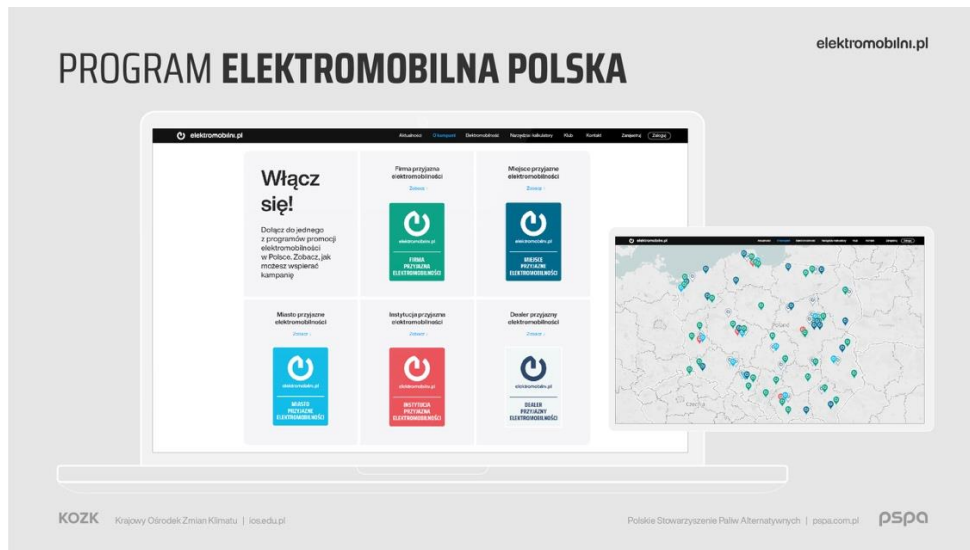 elektromobilni.pl
PROGRAM ELEKTROMOBILNA POLSKA
elektromobilni.pl
Aktualności O kampanii Elektromobilność Narzędzia i kalkulatory Klub Kontakt Zarejestruj Zaloguj
Włącz
się!
Dołącz do jednego
z programów promocji
elektromobilności
w Polsce. Zobacz, jak
możesz wspierać
kampanię
Firma przyjazna
elektromobilności
Zobacz
elektromobilni.pl
FIRMA
PRZYJAZNA
ELEKTROMOBILNOŚCI
Miejsce przyjazne
elektromobilności
Zobacz
elektromobilni.pl
MIEJSCE
PRZYJAZNE
ELEKTROMOBILNOŚCI
Miasto przyjazne
elektromobilności
Zobacz
elektromobilni.pl
MIASTO
PRZYJAZNE
ELEKTROMOBILNOŚCI
Instytucja przyjazna
elektromobilności
Zobacz
elektromobilni.pl
INSTYTUCJA
PRZYJAZNA
ELEKTROMOBILNOŚCI
Dealer przyjazny
elektromobilności
Zobacz
elektromobilni.pl
DEALER
PRZYJAZNY
ELEKTROMOBILNOŚCI
elektromobilni.pl
Poland
KOZK Krajowy Ośrodek Zmian Klimatu | ios.edu.pl
Polskie Stowarzyszenie Paliw Alternatywnych | pspa.com.pl pspa